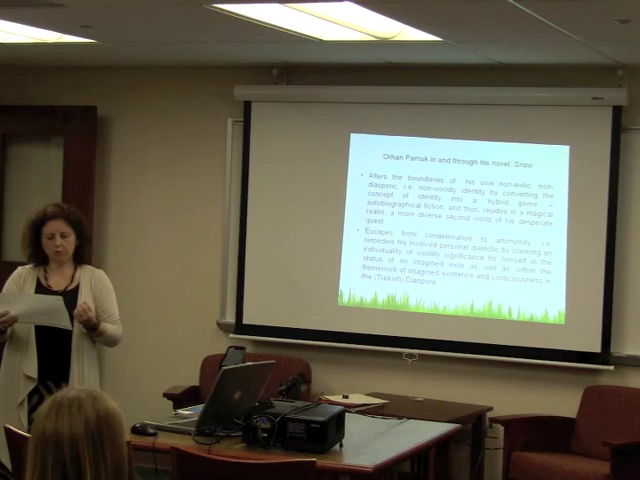 Orhan Pamuk in and through his novel, Snow
• Alters the boundaries of his own non-exilic, non-
diasporic, i.e. non-worldly identity by converting the
concept of identity into a hybrid genre –
autobiographical fiction, and thus, resides in a magical
realm, a more diverse second world of his desperate
quest
• Escapes from condemnation to anonymity, i.e.
remedies his involved personal dialectic by claiming an
individuality of worldly significance for himself in the
status of an imagined exile as well as within the
framework of imagined existence and consciousness in
the (Turkish) Diaspora